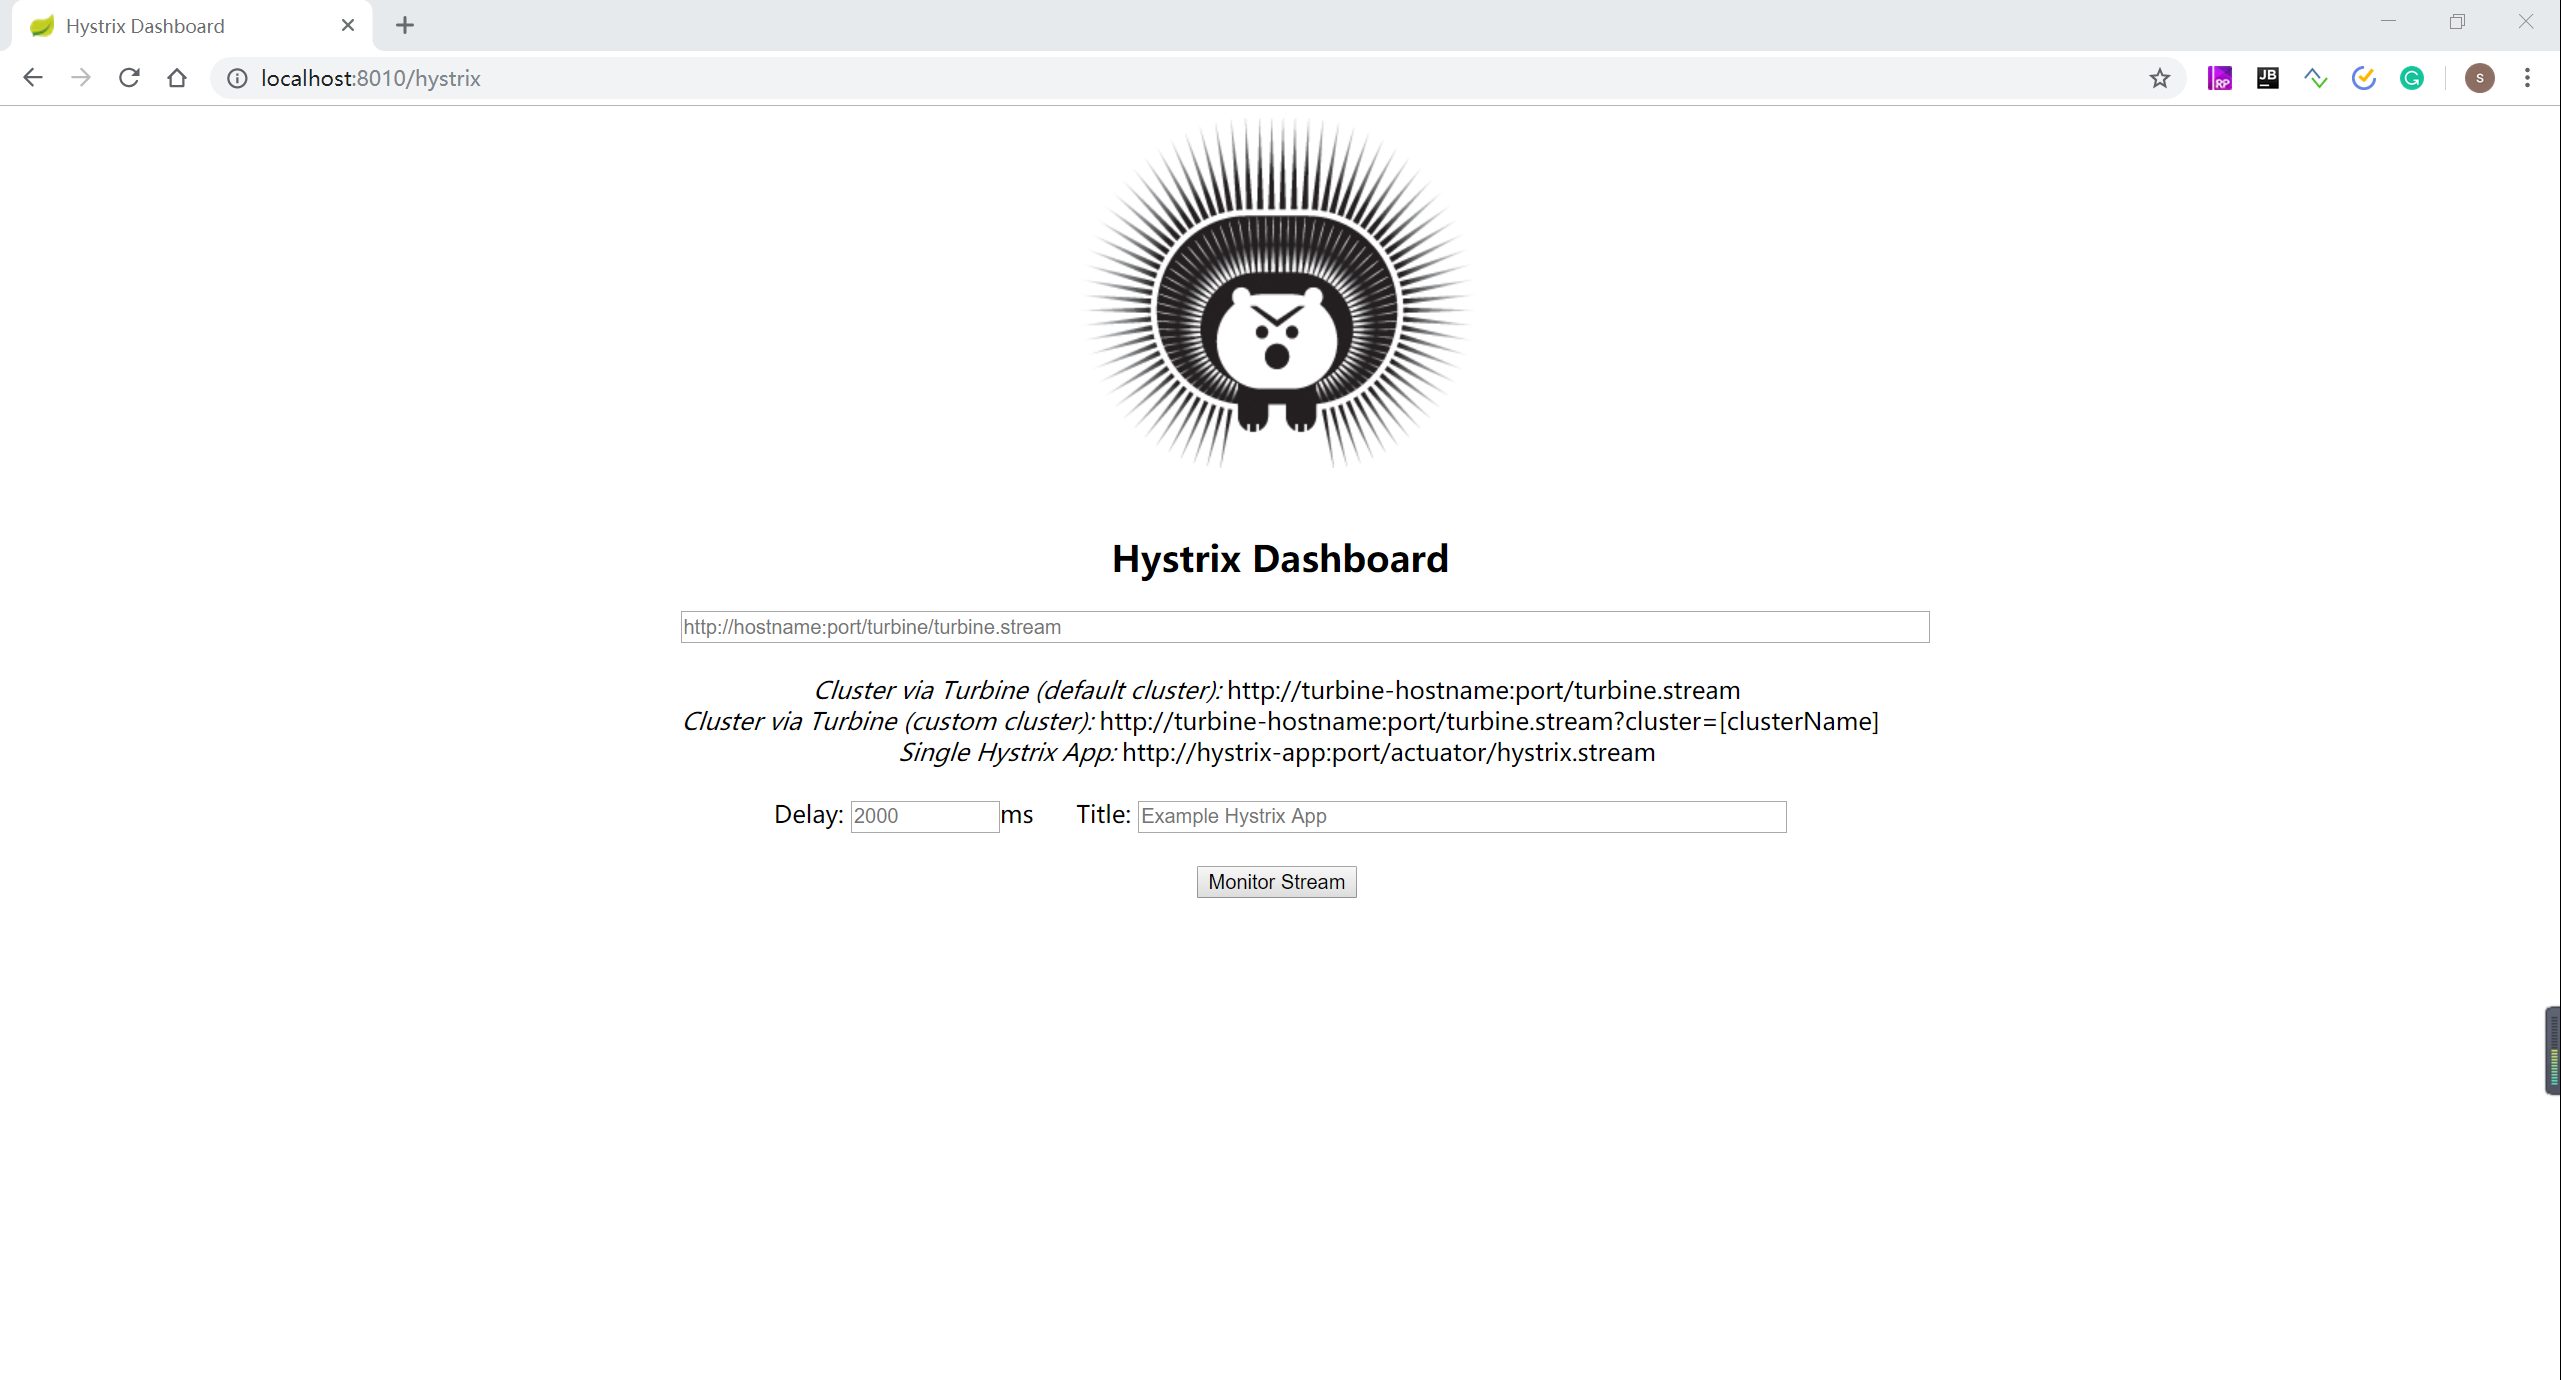 Hystrix Dashboard
localhost:8010/hystrix
RP
JB
S
Hystrix Dashboard
http://hostname:port/turbine/turbine.stream
Cluster via Turbine (default cluster): http://turbine-hostname:port/turbine.stream
Cluster via Turbine (custom cluster): http://turbine-hostname:port/turbine.stream?cluster=[clusterName]
Single Hystrix App: http://hystrix-app:port/actuator/hystrix.stream
Delay: 2000 ms Title: Example Hystrix App
Monitor Stream